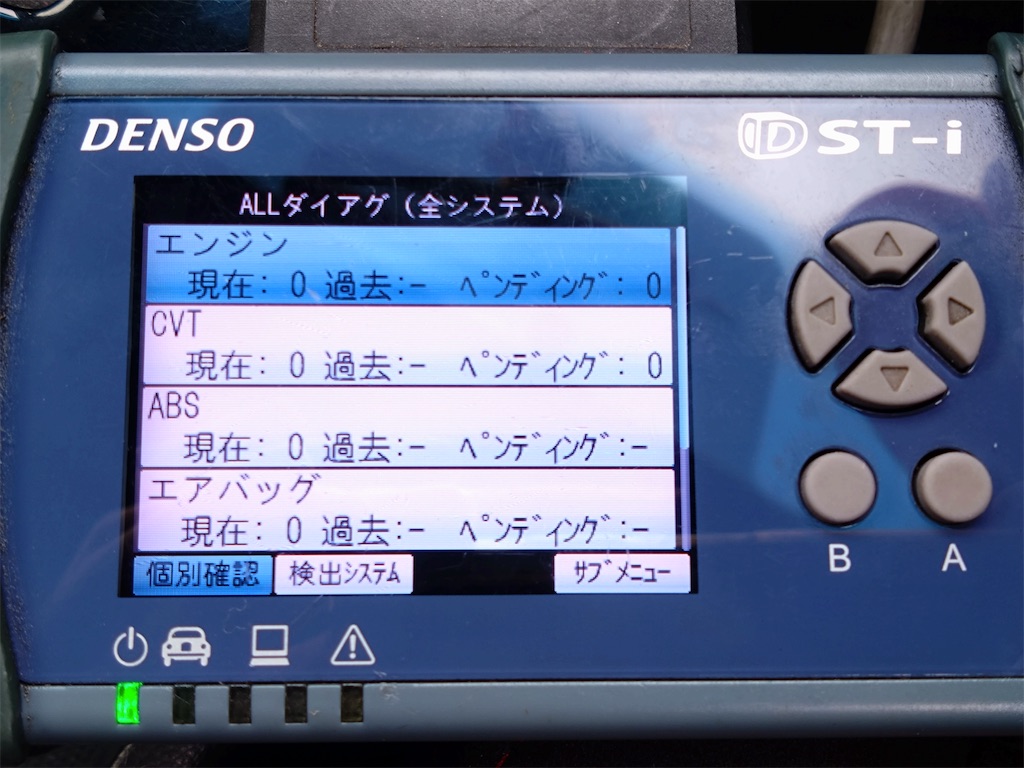 DENSO
DST-i
ALLダイアグ（全システム）
エンジン
現在: 0 過去:- ﾍﾟﾝﾃﾞｨﾝｸﾞ: 0
CVT
現在: 0 過去:- ﾍﾟﾝﾃﾞｨﾝｸﾞ: 0
ABS
現在: 0 過去:- ﾍﾟﾝﾃﾞｨﾝｸﾞ:-
エアバッグ
現在: 0 過去:- ﾍﾟﾝﾃﾞｨﾝｸﾞ:-
個別確認 検出ｼｽﾃﾑ ｻﾌﾞﾒﾆｭｰ
B A